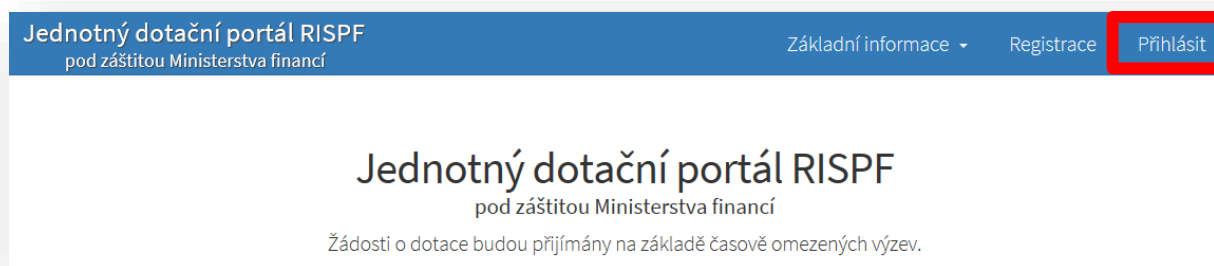 Jednotný dotační portál RISPF
pod záštitou Ministerstva financí
Základní informace
Registrace
Přihlásit
Jednotný dotační portál RISPF
pod záštitou Ministerstva financí
Žádosti o dotace budou přijímány na základě časově omezených výzev.